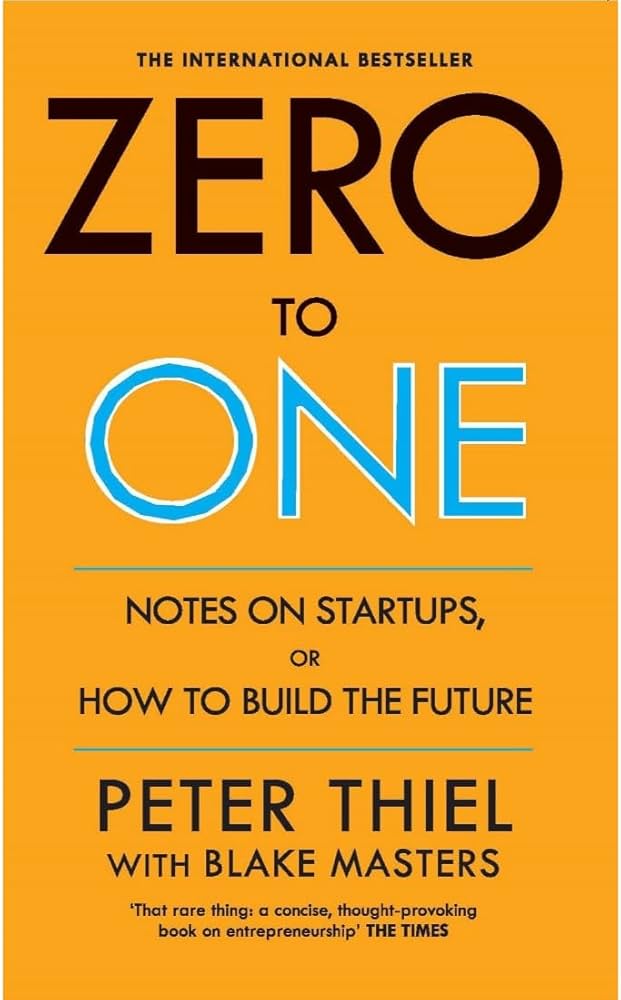 THE INTERNATIONAL BESTSELLER
ZERO
TO
ONE
NOTES ON STARTUPS,
OR
HOW TO BUILD THE FUTURE
PETER THIEL
WITH BLAKE MASTERS
‘That rare thing: a concise, thought-provoking
book on entrepreneurship’ THE TIMES